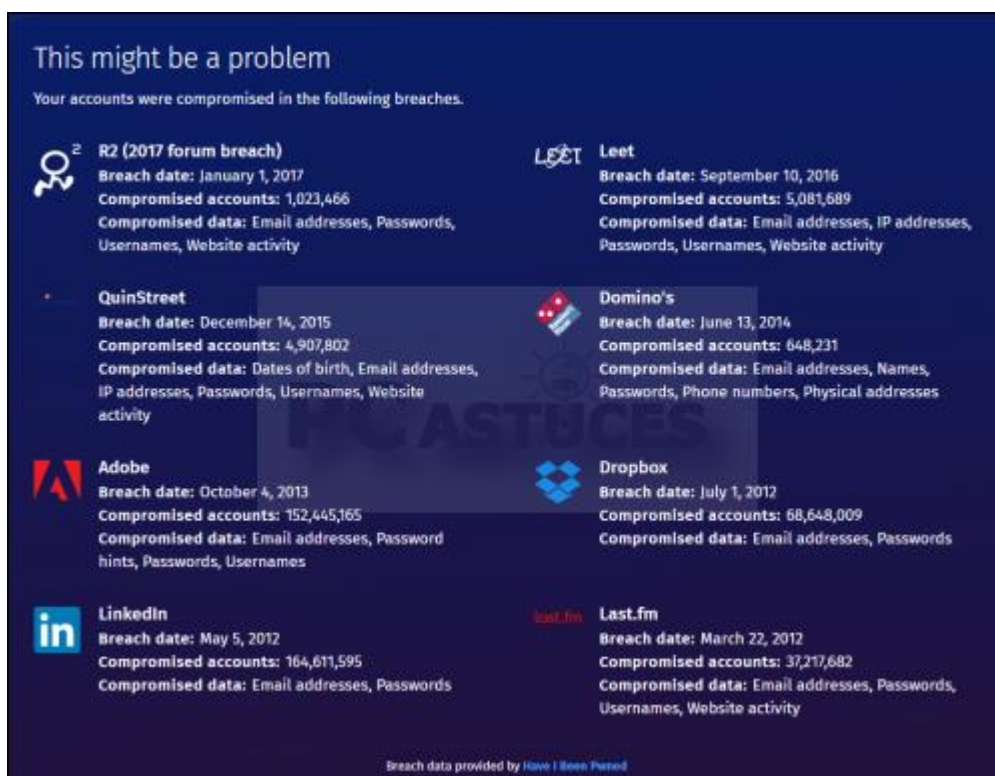 This might be a problem
Your accounts were compromised in the following breaches.
2
R2 (2017 forum breach)
Breach date: January 1, 2017
Compromised accounts: 1,023,466
Compromised data: Email addresses, Passwords,
Usernames, Website activity
LEET
Leet
Breach date: September 10, 2016
Compromised accounts: 5,081,689
Compromised data: Email addresses, IP addresses,
Passwords, Usernames, Website activity
QuinStreet
Breach date: December 14, 2015
Compromised accounts: 4,907,802
Compromised data: Dates of birth, Email addresses,
IP addresses, Passwords, Usernames, Website
activity
Domino's
Breach date: June 13, 2014
Compromised accounts: 648,231
Compromised data: Email addresses, Names,
Passwords, Phone numbers, Physical addresses
PC ASTUCES
Adobe
Breach date: October 4, 2013
Compromised accounts: 152,445,165
Compromised data: Email addresses, Password
hints, Passwords, Usernames
Dropbox
Breach date: July 1, 2012
Compromised accounts: 68,648,009
Compromised data: Email addresses, Passwords
in
LinkedIn
Breach date: May 5, 2012
Compromised accounts: 164,611,595
Compromised data: Email addresses, Passwords
last.fm
Last.fm
Breach date: March 22, 2012
Compromised accounts: 37,217,682
Compromised data: Email addresses, Passwords,
Usernames, Website activity
Breach data provided by Have I Been Pwned